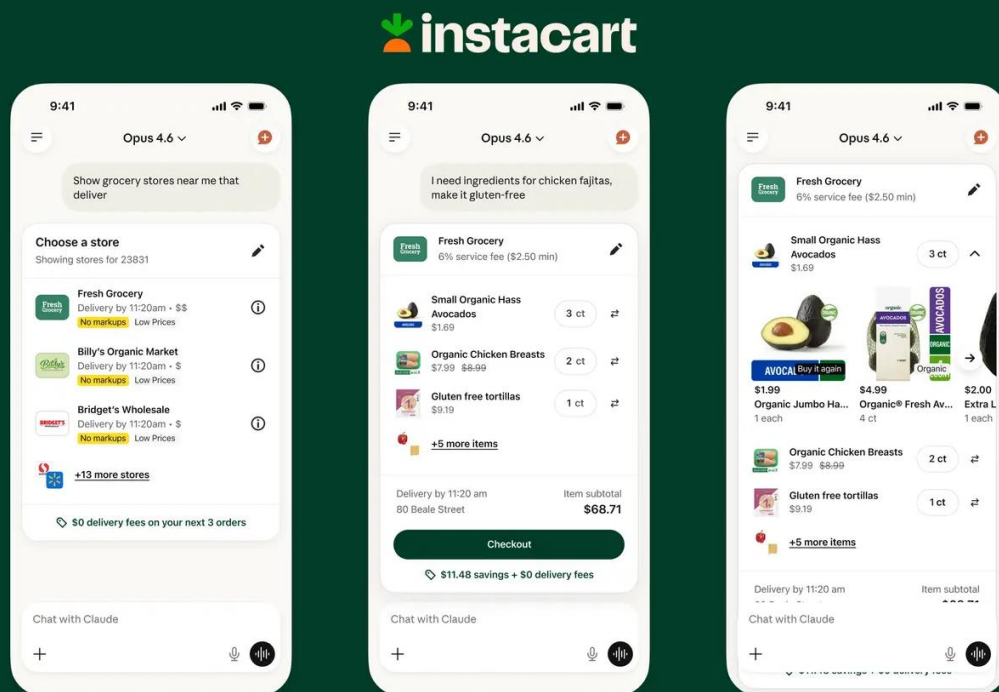 instacart
9:41
Opus 4.6
Show grocery stores near me that
deliver
Choose a store
Showing stores for 23831
Fresh Grocery
Fresh Grocery
Delivery by 11:20am • $$
No markups Low Prices
Billy's
Billy's Organic Market
Delivery by 11:20am • $
No markups Low Prices
BRIDGET'S
Bridget's Wholesale
Delivery by 11:20am • $
No markups Low Prices
+13 more stores
$0 delivery fees on your next 3 orders
Chat with Claude
9:41
Opus 4.6
I need ingredients for chicken fajitas,
make it gluten-free
Fresh Grocery
Fresh Grocery
6% service fee ($2.50 min)
Small Organic Hass
Avocados
$1.69
3 ct
Organic Chicken Breasts
$7.99 $8.99
2 ct
Gluten free tortillas
$9.19
1 ct
+5 more items
Delivery by 11:20 am
Item subtotal
80 Beale Street
$68.71
Checkout
$11.48 savings + $0 delivery fees
Chat with Claude
9:41
Opus 4.6
Fresh Grocery
Fresh Grocery
6% service fee ($2.50 min)
Small Organic Hass
Avocados
$1.69
3 ct
ORGANIC
AVOCAD
Buy it again
organic
AVOCADOS
AVOCADOS
ORGANIC
Organic
$1.99
Organic Jumbo Ha...
1 each
$4.99
Organic® Fresh Av...
4 ct
$2.00
Extra L
1 each
Organic Chicken Breasts
$7.99 $8.99
2 ct
Gluten free tortillas
$9.19
1 ct
+5 more items
Delivery by 11:20 am
Item subtotal
Chat with Claude